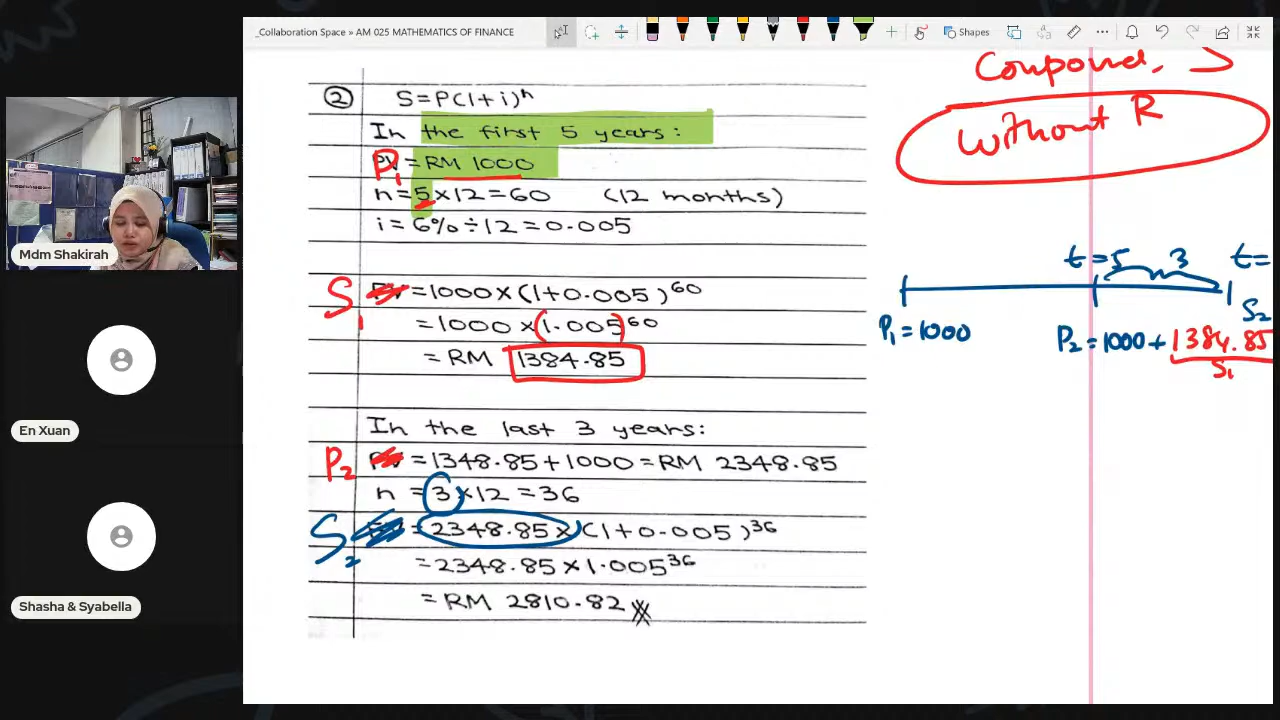 _Collaboration Space » AM 025 MATHEMATICS OF FINANCE
Shapes
Mdm Shakirah
En Xuan
Shasha & Syabella
② S=P(1+i)ⁿ
In the first 5 years:
P₁ = RM 1000
n=5×12=60 (12 months)
i=6%÷12=0.005
S₁ =1000×(1+0.005)⁶⁰
=1000×(1.005)⁶⁰
= RM 1384.85
In the last 3 years:
P₂ =1348.85+1000=RM 2348.85
n =3×12=36
S₂ =2348.85×(1+0.005)³⁶
=2348.85×1.005³⁶
=RM 2810.82
Compound, S
without R
t=5 3 t=
S₂
P₁=1000 P₂=1000+1384.85
S₁